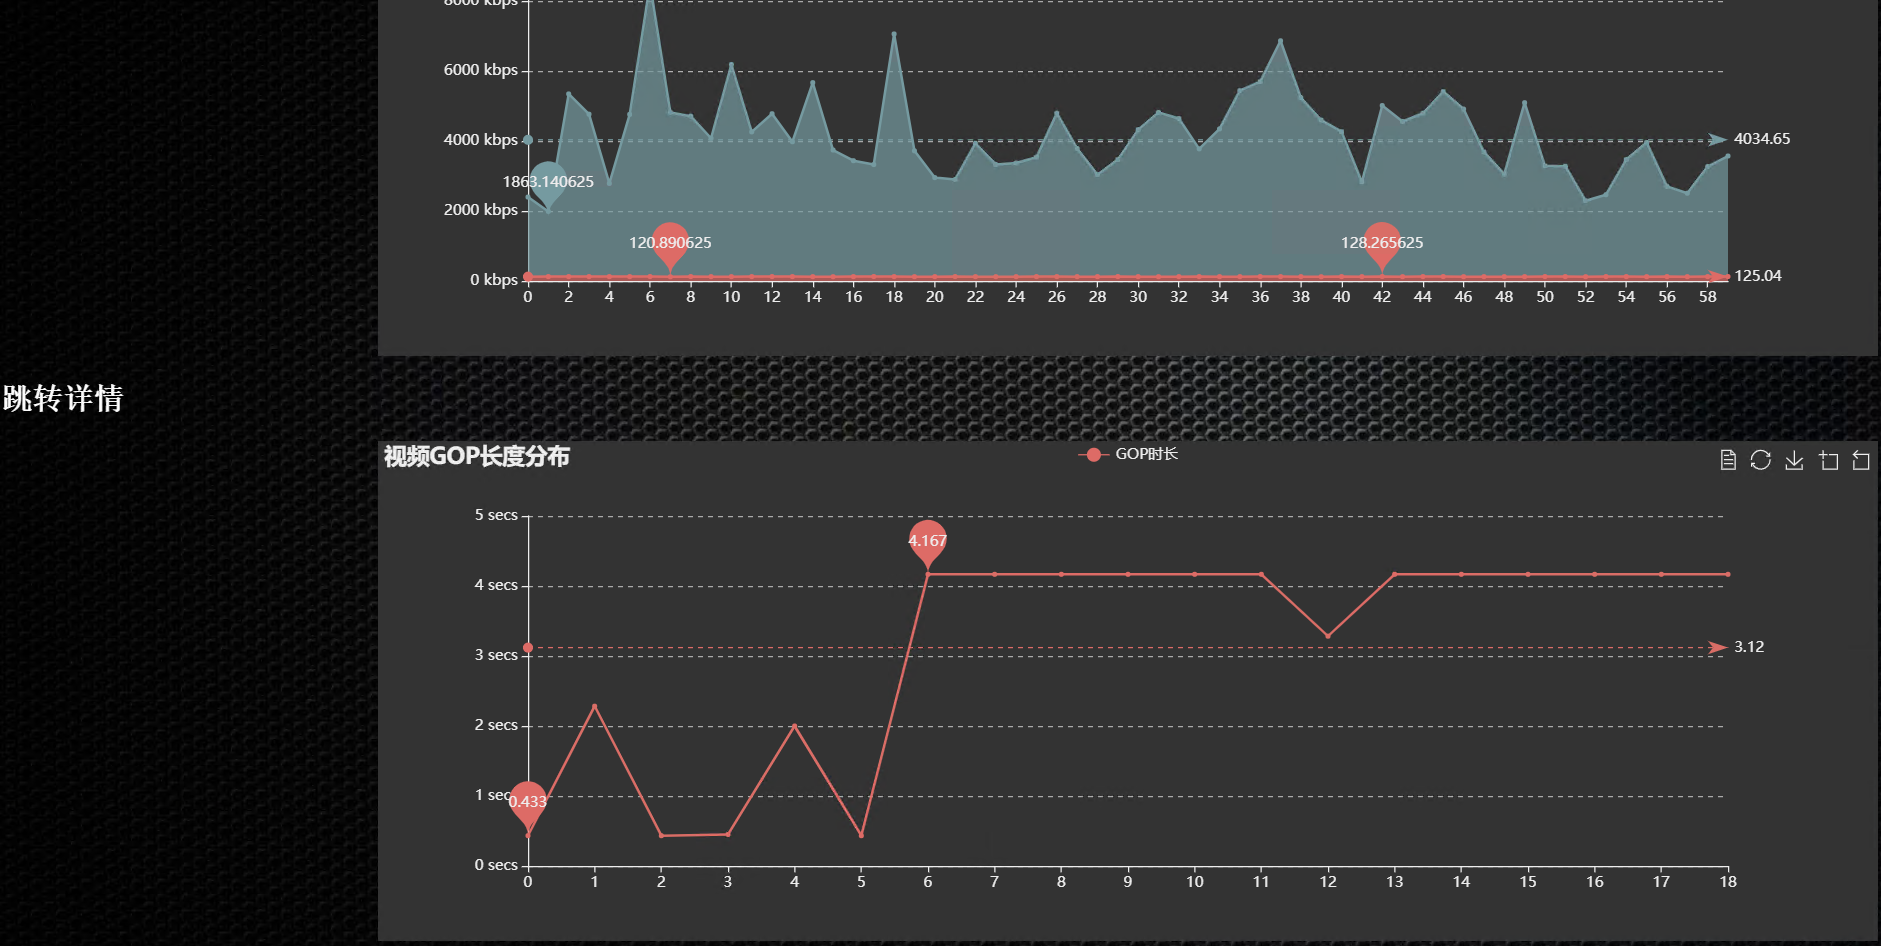 8000 kbps
6000 kbps
4000 kbps
4034.65
1863.140625
2000 kbps
120.890625
128.265625
0 kbps
125.04
0 2 4 6 8 10 12 14 16 18 20 22 24 26 28 30 32 34 36 38 40 42 44 46 48 50 52 54 56 58
跳转详情
视频GOP长度分布
GOP时长
5 secs
4.167
4 secs
3 secs
3.12
2 secs
1 sec
0.433
0 secs
0 1 2 3 4 5 6 7 8 9 10 11 12 13 14 15 16 17 18